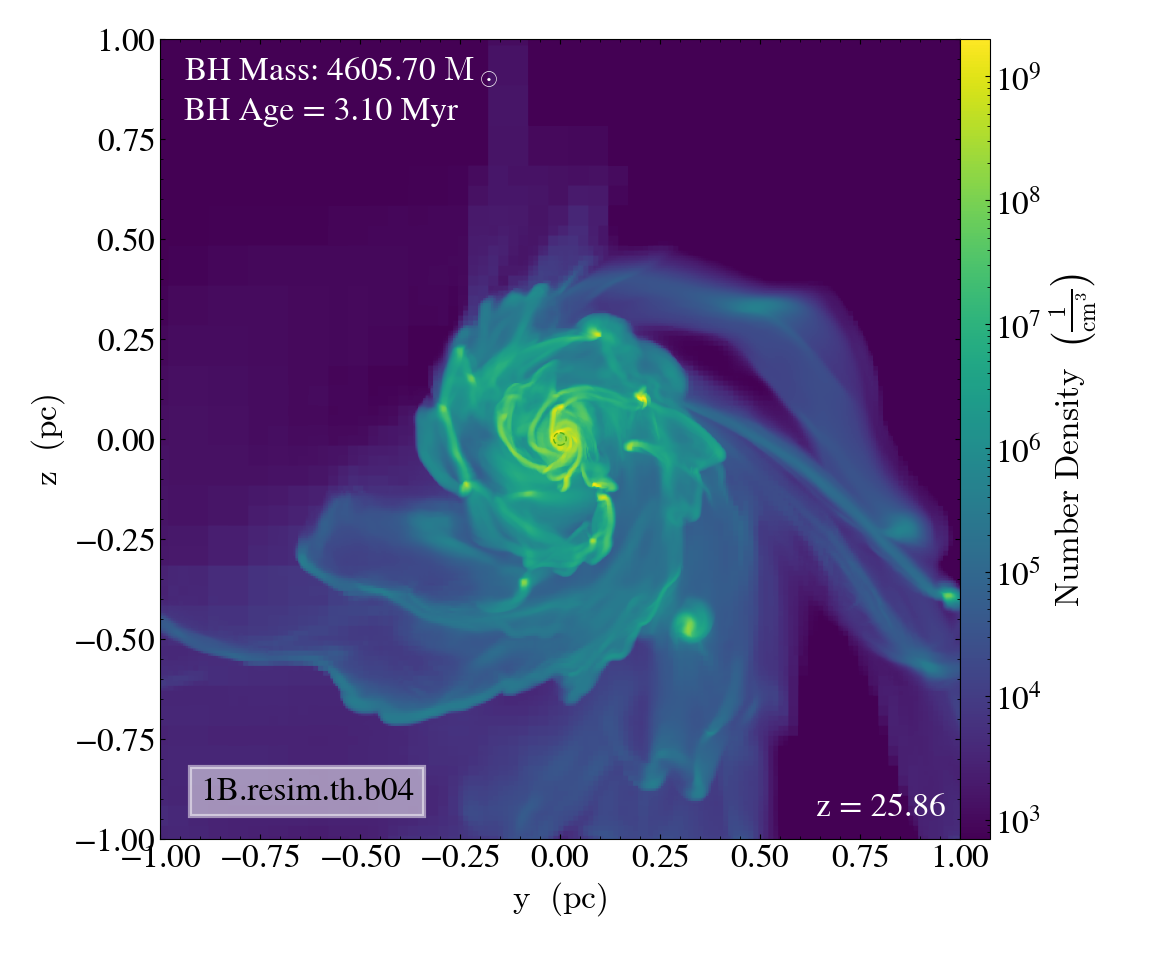 BH Mass: 4605.70 M⊙
BH Age = 3.10 Myr
1B.resim.th.b04
z = 25.86
1.00
0.75
0.50
0.25
0.00
−0.25
−0.50
−0.75
−1.00
z (pc)
−1.00 −0.75 −0.50 −0.25 0.00 0.25 0.50 0.75 1.00
y (pc)
10⁹
10⁸
10⁷
10⁶
10⁵
10⁴
10³
Number Density (1/cm³)